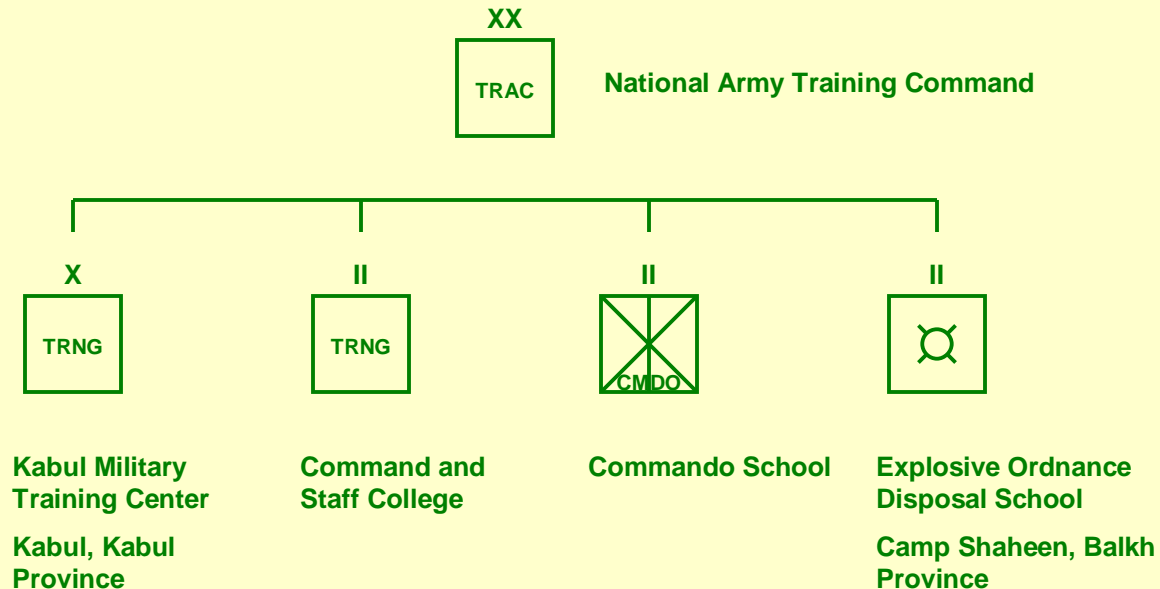 XX
TRAC
National Army Training Command
X
II
II
II
TRNG
TRNG
CMDO
Kabul Military
Training Center
Kabul, Kabul
Province
Command and
Staff College
Commando School
Explosive Ordnance
Disposal School
Camp Shaheen, Balkh
Province